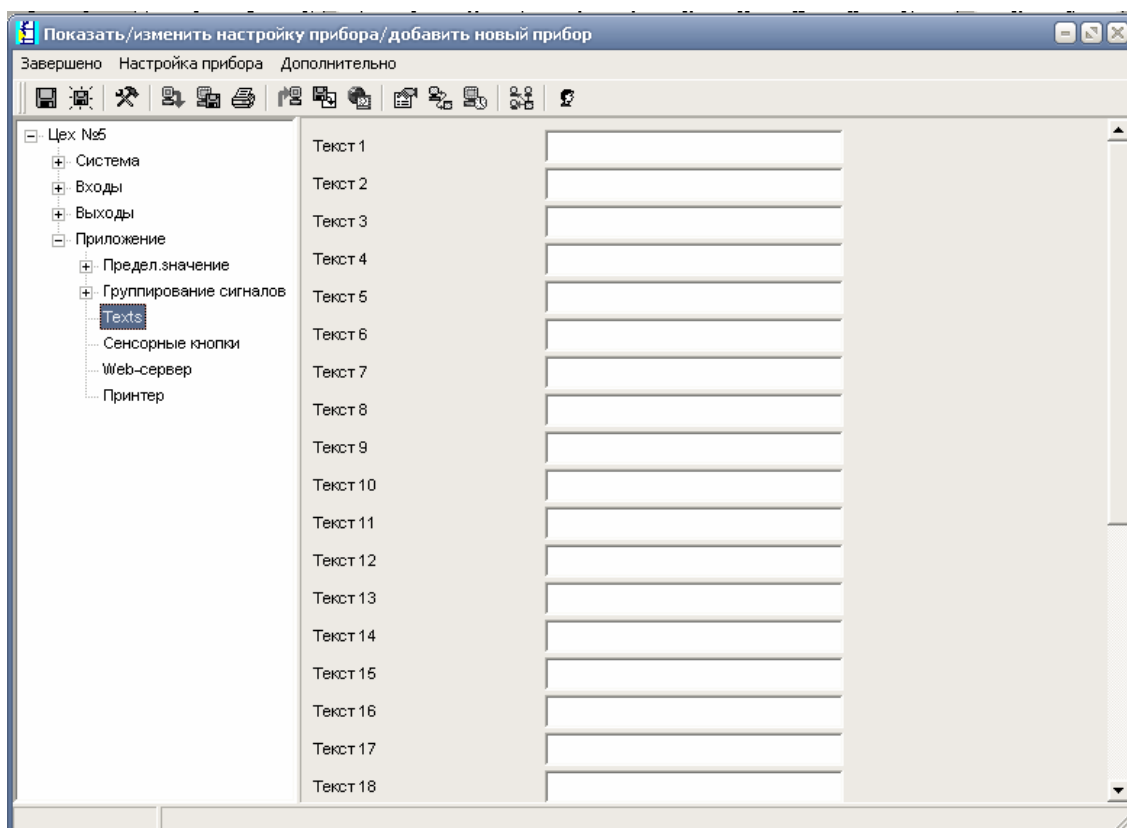 Показать/изменить настройку прибора/добавить новый прибор
Завершено Настройка прибора Дополнительно
Цех №5
Система
Входы
Выходы
Приложение
Предел.значение
Группирование сигналов
Texts
Сенсорные кнопки
Web-сервер
Принтер
Текст 1
Текст 2
Текст 3
Текст 4
Текст 5
Текст 6
Текст 7
Текст 8
Текст 9
Текст 10
Текст 11
Текст 12
Текст 13
Текст 14
Текст 15
Текст 16
Текст 17
Текст 18